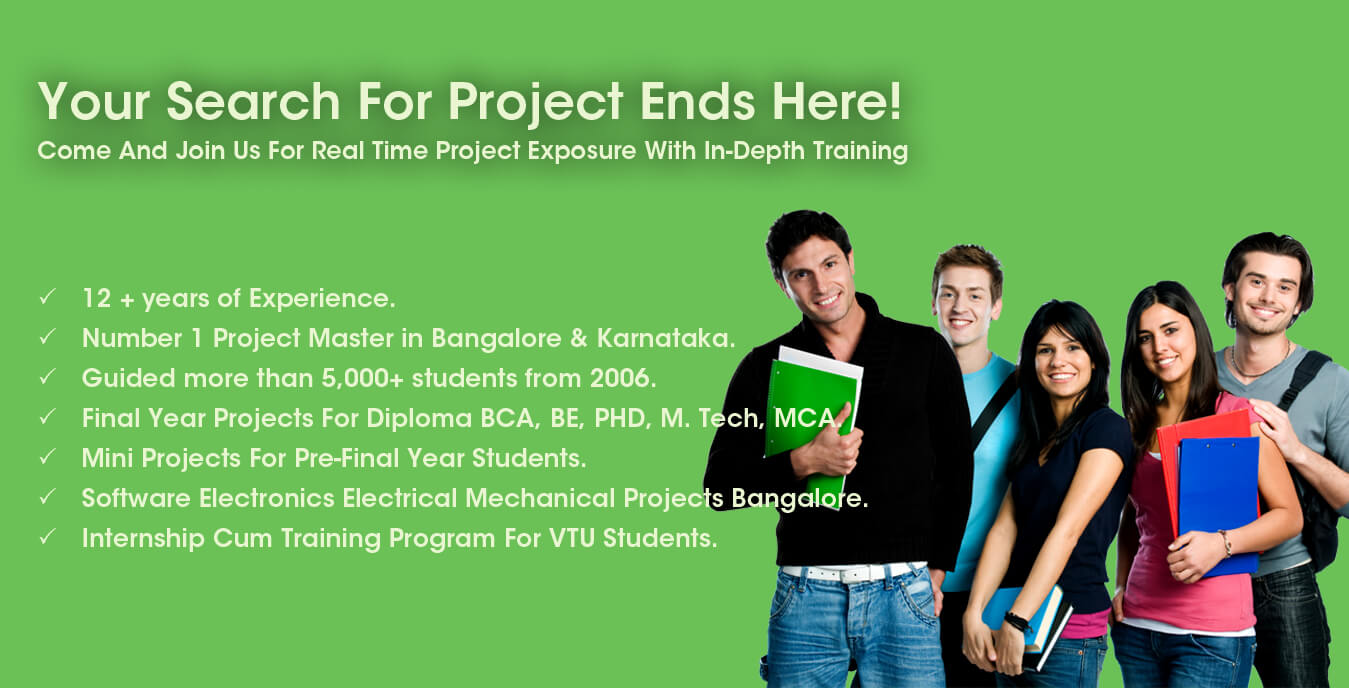 Your Search For Project Ends Here!
Come And Join Us For Real Time Project Exposure With In-Depth Training
✓ 12 + years of Experience.
✓ Number 1 Project Master in Bangalore & Karnataka.
✓ Guided more than 5,000+ students from 2006.
✓ Final Year Projects For Diploma BCA, BE, PHD, M. Tech, MCA.
✓ Mini Projects For Pre-Final Year Students.
✓ Software Electronics Electrical Mechanical Projects Bangalore.
✓ Internship Cum Training Program For VTU Students.